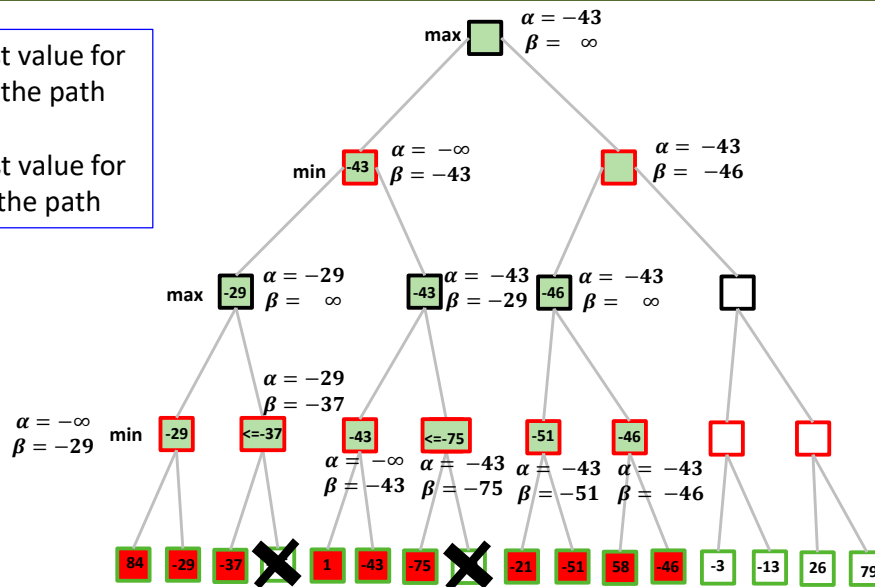 st value for
the path
st value for
the path
max
α = −43
β = ∞
min
-43
α = −∞
β = −43
α = −43
β = −46
max
-29
α = −29
β = ∞
-43
α = −43
β = −29
-46
α = −43
β = ∞
α = −29
β = −37
α = −∞
β = −29
min
-29
<=-37
-43
<=-75
-51
-46
α = −∞
β = −43
α = −43
β = −75
α = −43
β = −51
α = −43
β = −46
84
-29
-37
1
-43
-75
-21
-51
58
-46
-3
-13
26
79